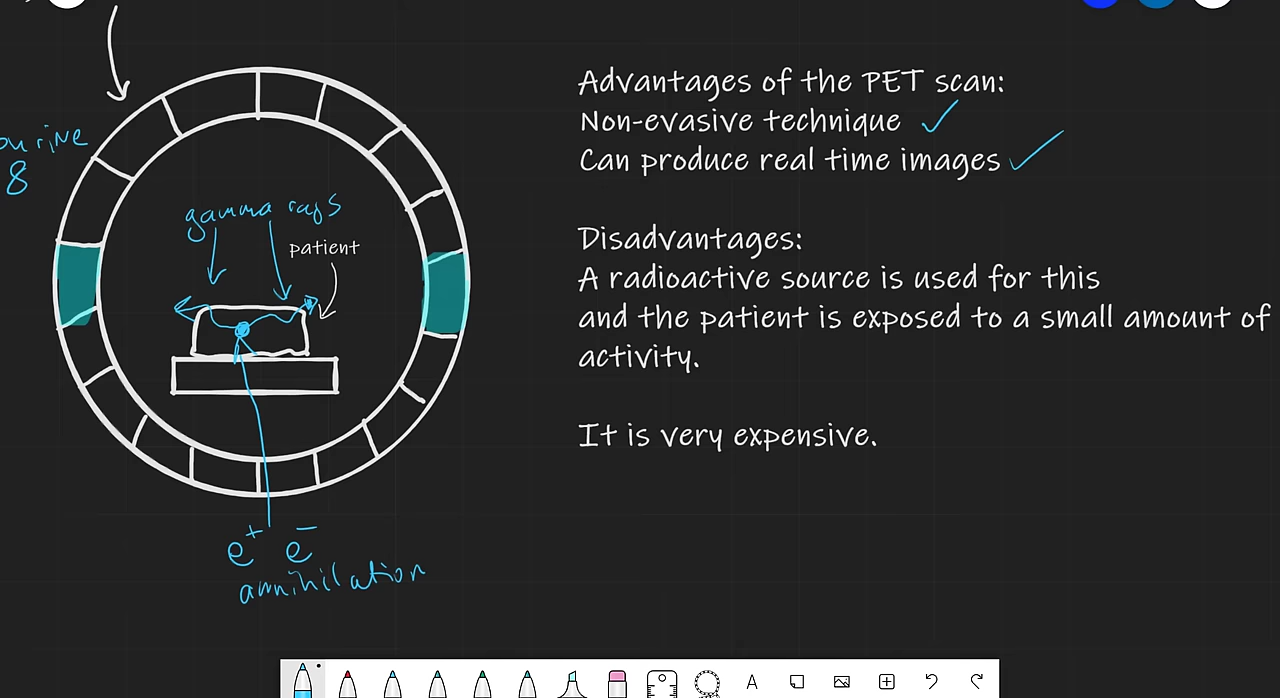 Advantages of the PET scan:
Non-evasive technique
Can produce real time images
Disadvantages:
A radioactive source is used for this
and the patient is exposed to a small amount of
activity.
It is very expensive.
8
gamma rays
patient
e+ e-
annihilation
A